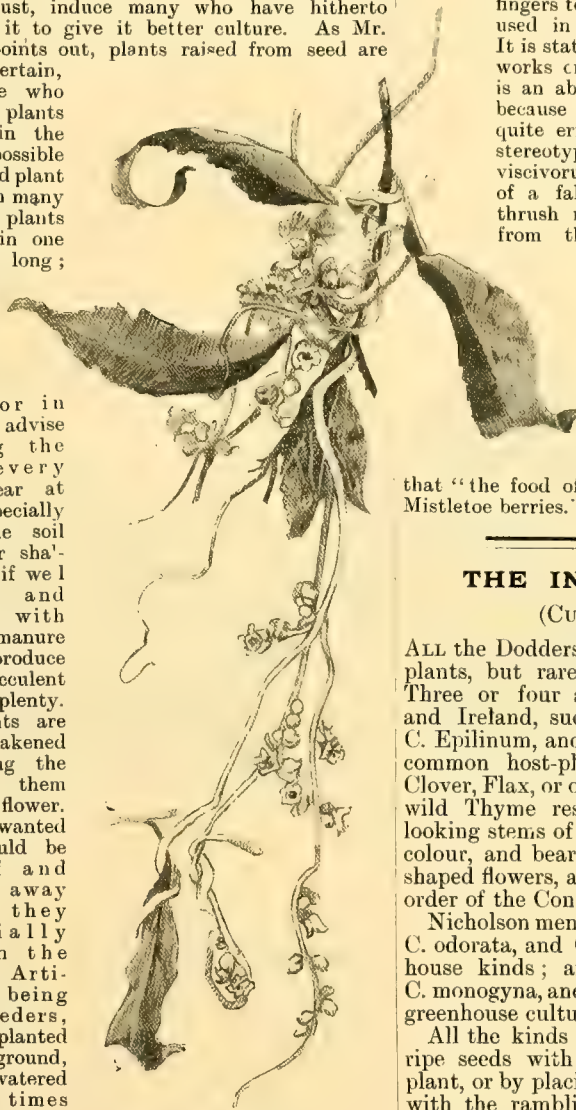 ust, induce many who have hitherto
it to give it better culture. As Mr.
oints out, plants raised from seed are
ertain,
e who
plants
in the
ossible
d plant
n many
plants
in one
long ;
or in
advise
g the
every
ear at
pecially
e soil
r sha'-
if we l
and
with
manure
produce
cculent
plenty.
ts are
akened
ng the
them
flower.
wanted
uld be
and
away
they
ially
n the
Arti-
being
eders,
planted
ground,
watered
times
fingers to
used in
It is stat
works cr
is an ab
because
quite er
stereotyp
viscivoru
of a fal
thrush r
from th
that "the food of
Mistletoe berries."
THE IN
(Cu
ALL the Dodders
plants, but rare
Three or four a
and Ireland, suc
C. Epilinum, and
common host-pl
Clover, Flax, or o
wild Thyme res
looking stems of
colour, and bear
shaped flowers, a
order of the Con
Nicholson men
C. odorata, and C
house kinds ; a
C. monogyna, and
greenhouse cultu
All the kinds
ripe seeds with
plant, or by placi
with the rambli